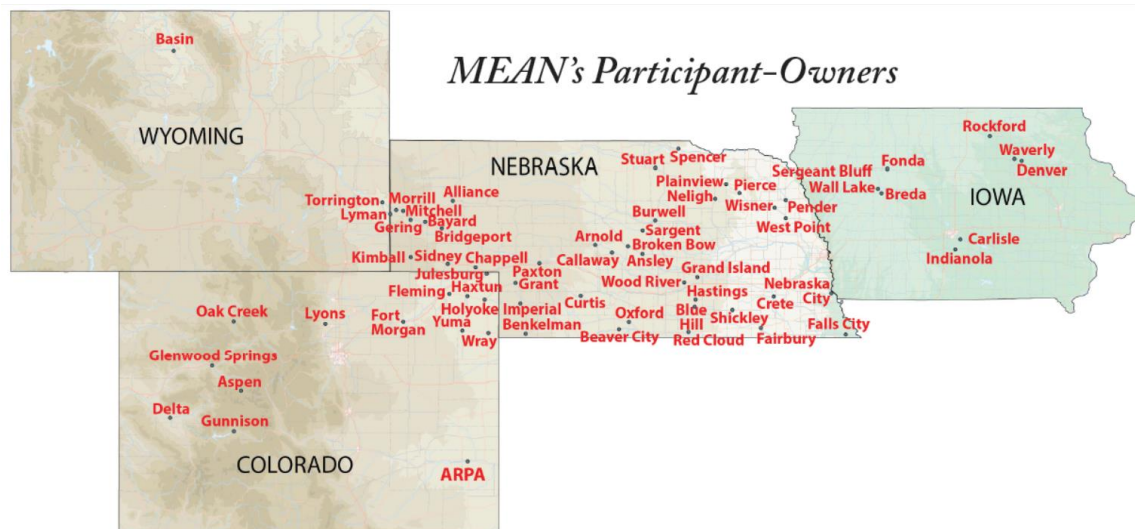 MEAN's Participant-Owners
Basin
WYOMING
Torrington
Lyman
Morrill
Mitchell
Gering
Bayard
Alliance
Bridgeport
NEBRASKA
Stuart
Spencer
Plainview
Pierce
Neligh
Wisner
Pender
West Point
Burwell
Sargent
Arnold
Broken Bow
Callaway
Ansley
Kimball
Sidney
Chappell
Paxton
Grant
Wood River
Grand Island
Hastings
Nebraska
City
Crete
Imperial
Curtis
Oxford
Blue
Hill
Shickley
Benkelman
Beaver City
Red Cloud
Fairbury
Falls City
Sergeant Bluff
Fonda
Wall Lake
Breda
Rockford
Waverly
Denver
IOWA
Carlisle
Indianola
Julesburg
Fleming
Haxtun
Holyoke
Oak Creek
Lyons
Fort
Morgan
Yuma
Wray
Glenwood Springs
Aspen
Delta
Gunnison
COLORADO
ARPA